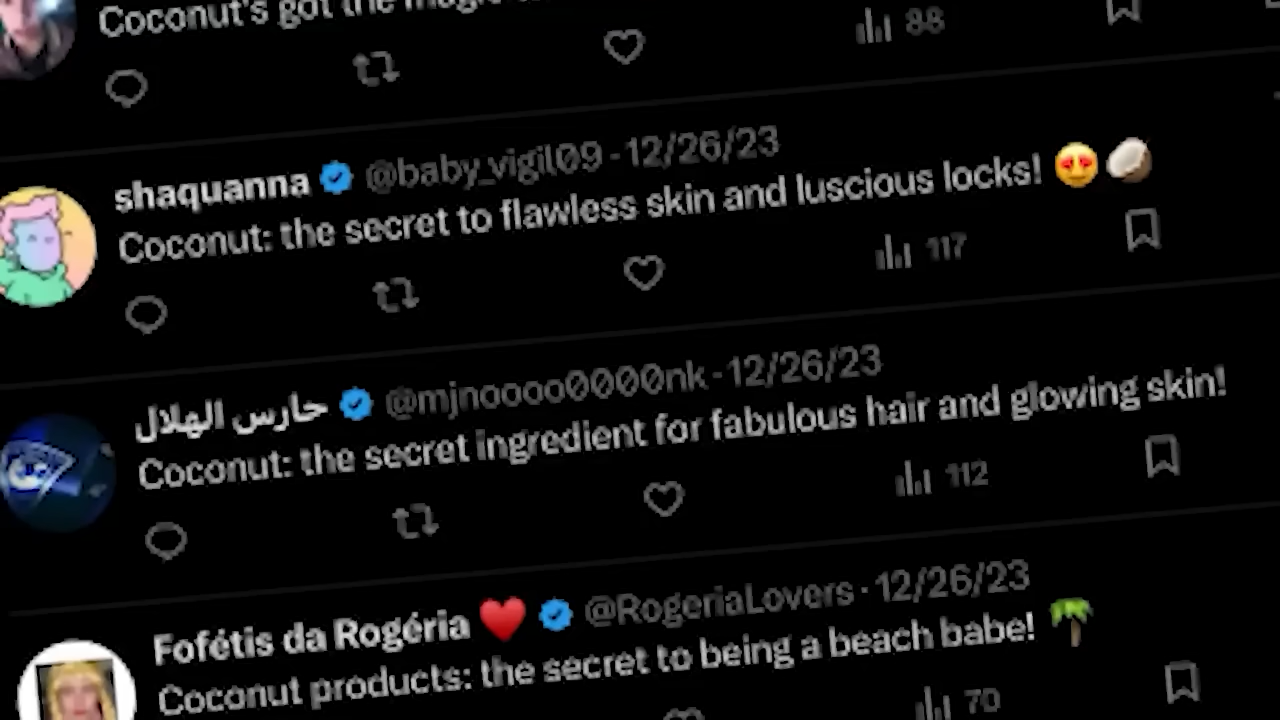 Coconut's got the magic
88
shaquanna @baby_vigil09 · 12/26/23
Coconut: the secret to flawless skin and luscious locks! 😍🥥
117
حارس الهلال @mjnoooo0000nk · 12/26/23
Coconut: the secret ingredient for fabulous hair and glowing skin!
112
Fofétis da Rogéria ♥️ @RogeriaLovers · 12/26/23
Coconut products: the secret to being a beach babe! 🌴
70